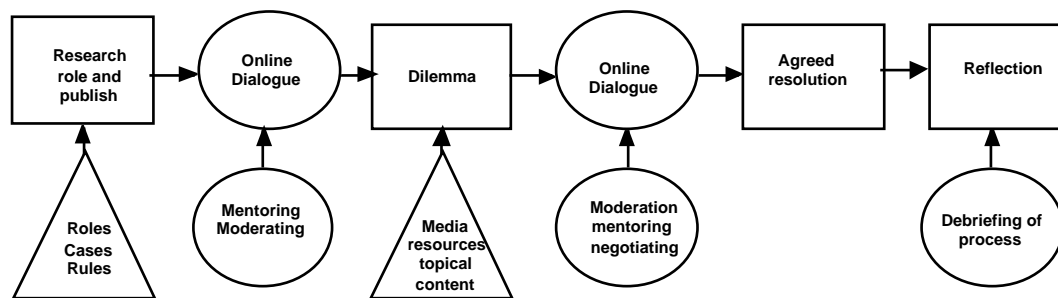 Research
role and
publish
Online
Dialogue
Dilemma
Online
Dialogue
Agreed
resolution
Reflection
Roles
Cases
Rules
Mentoring
Moderating
Media
resources
topical
content
Moderation
mentoring
negotiating
Debriefing of
process